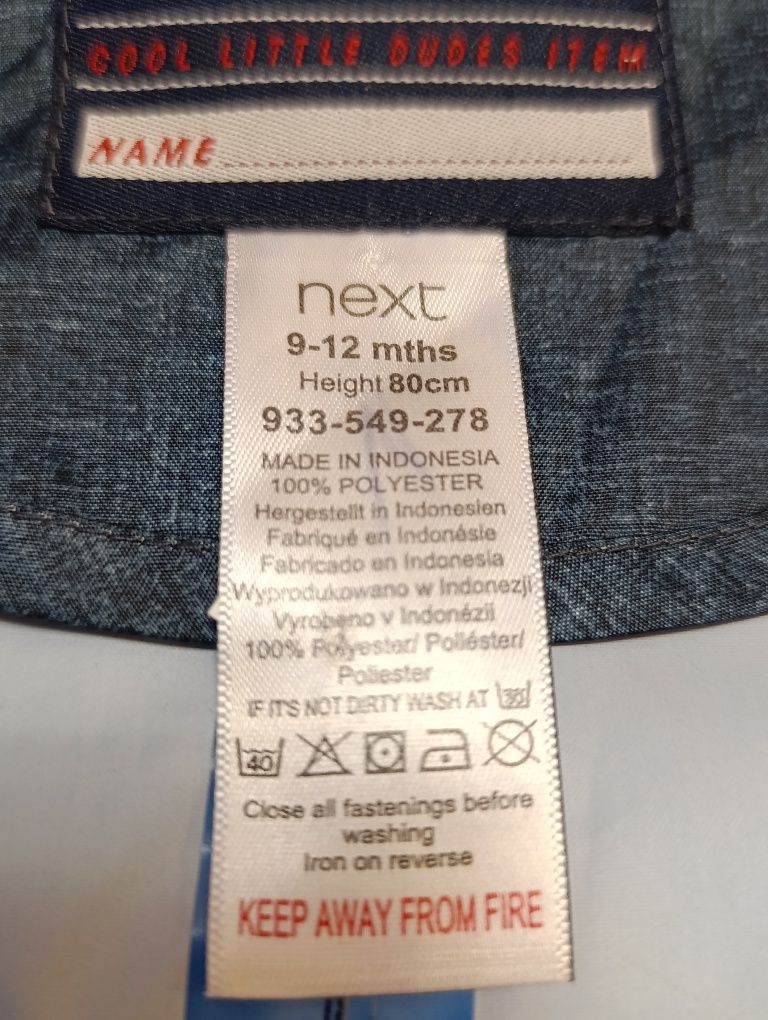 COOL LITTLE DUDES ITEM
NAME
next
9-12 mths
Height 80cm
933-549-278
MADE IN INDONESIA
100% POLYESTER
Hergestellt in Indonesien
Fabriqué en Indonésie
Fabricado en Indonesia
Wyprodukowano w Indonezji
Vyrobeno v Indonézii
100% Polyester/ Poliéster/
Poliester
IF IT'S NOT DIRTY WASH AT 30
40
Close all fastenings before
washing
Iron on reverse
KEEP AWAY FROM FIRE